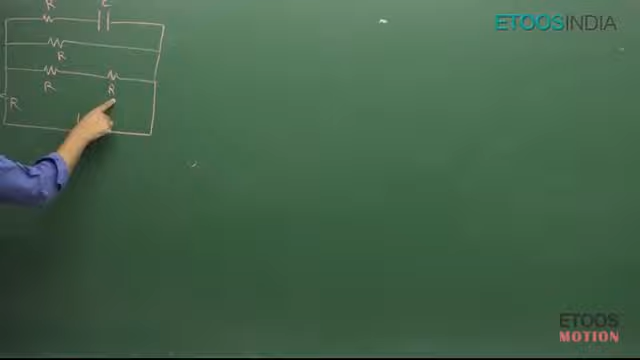 R C
R
R R
R
ETOOSINDIA
ETOOS
MOTION